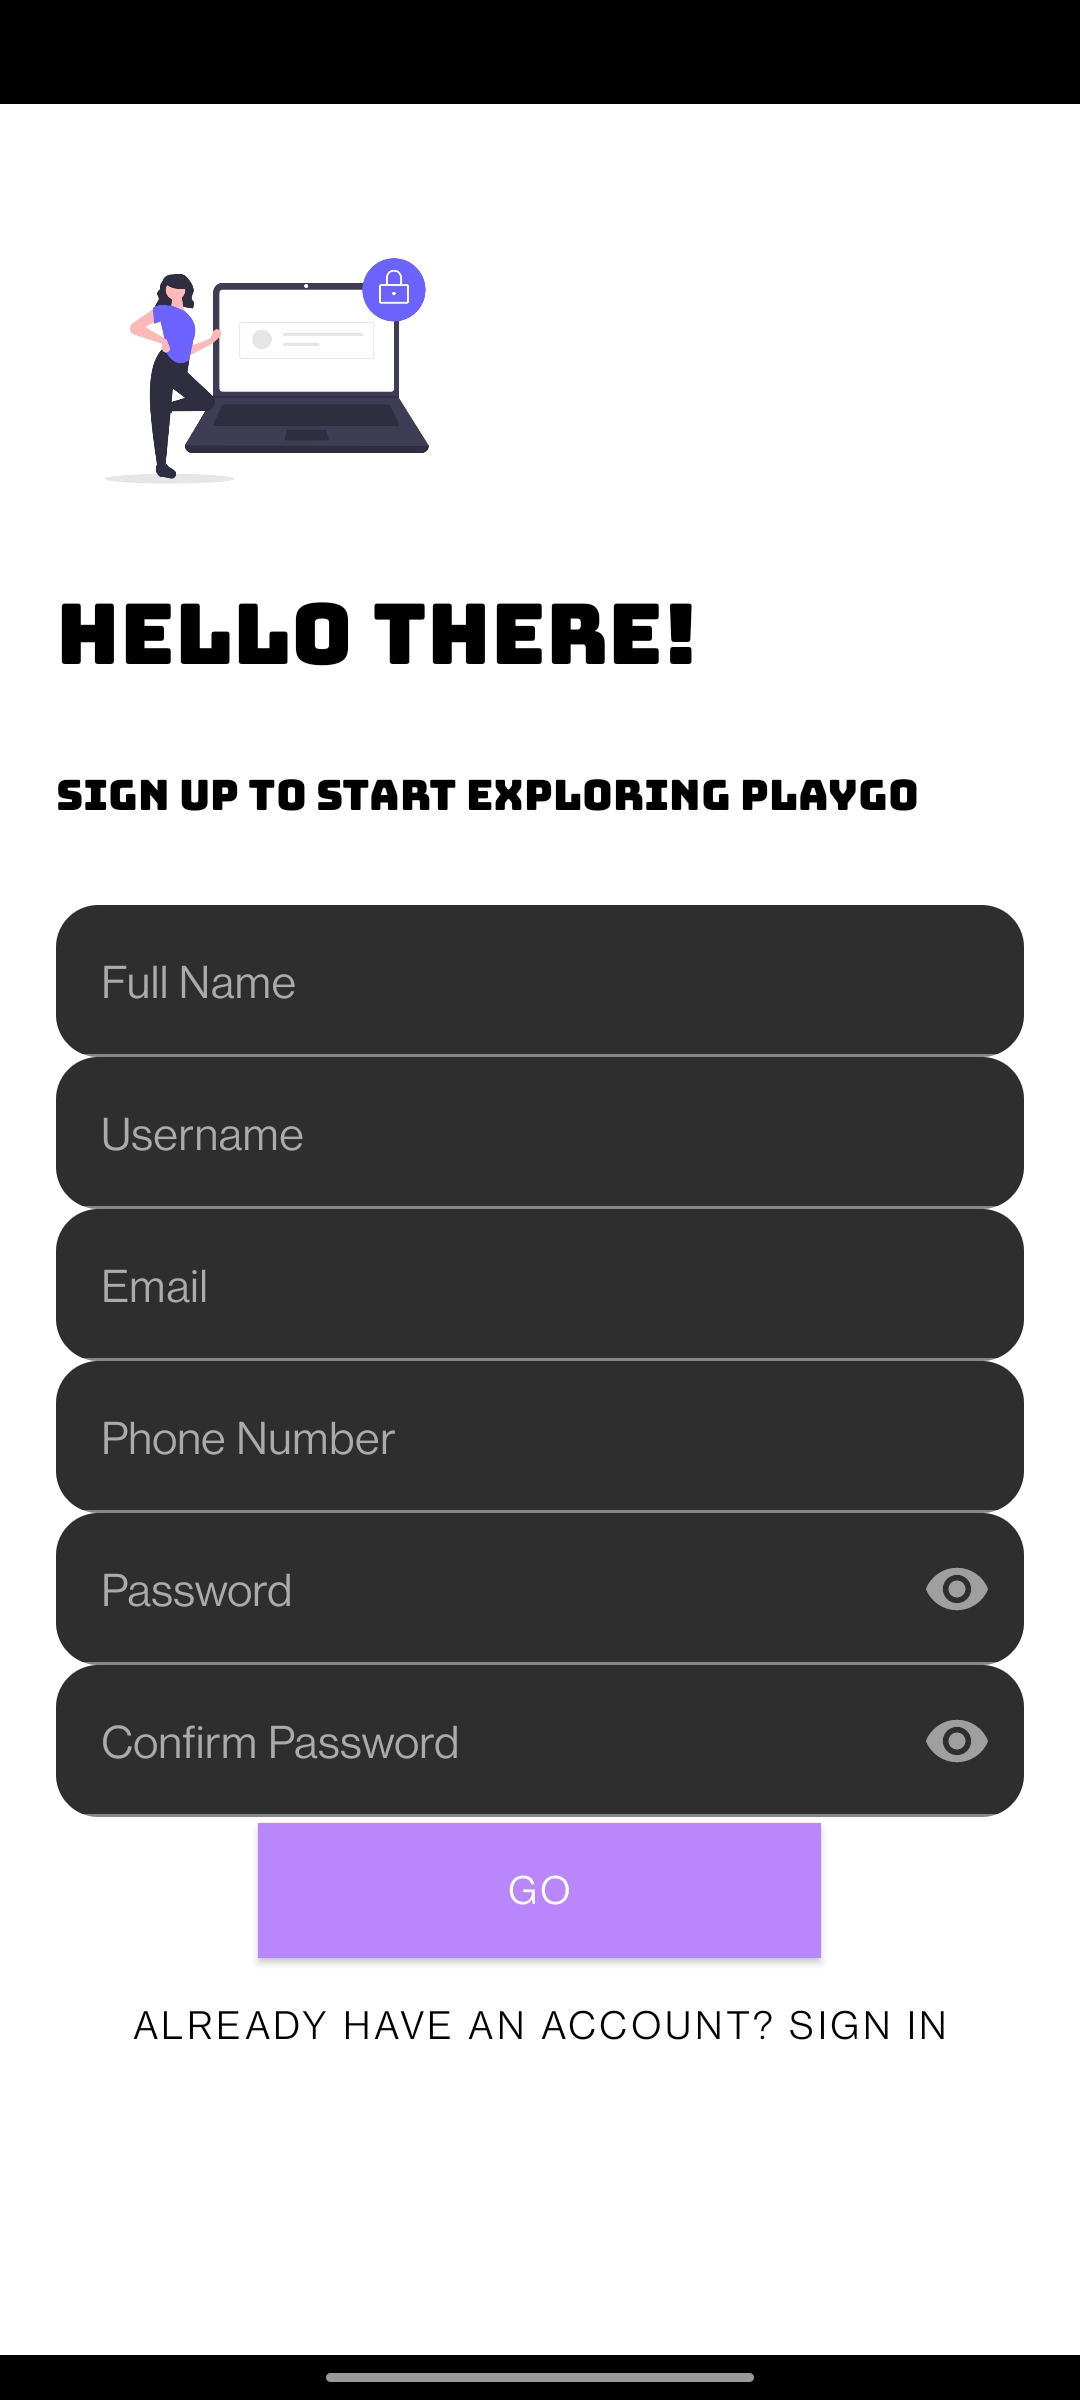 HELLO THERE!
SIGN UP TO START EXPLORING PLAYGO
Full Name
Username
Email
Phone Number
Password
Confirm Password
GO
ALREADY HAVE AN ACCOUNT? SIGN IN